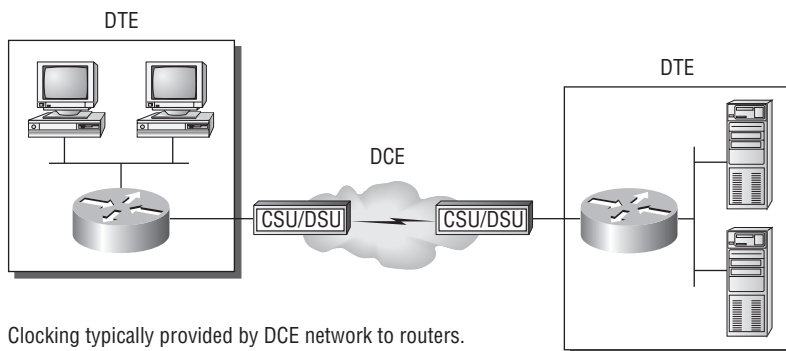 DTE
DTE
DCE
CSU/DSU
CSU/DSU
Clocking typically provided by DCE network to routers.